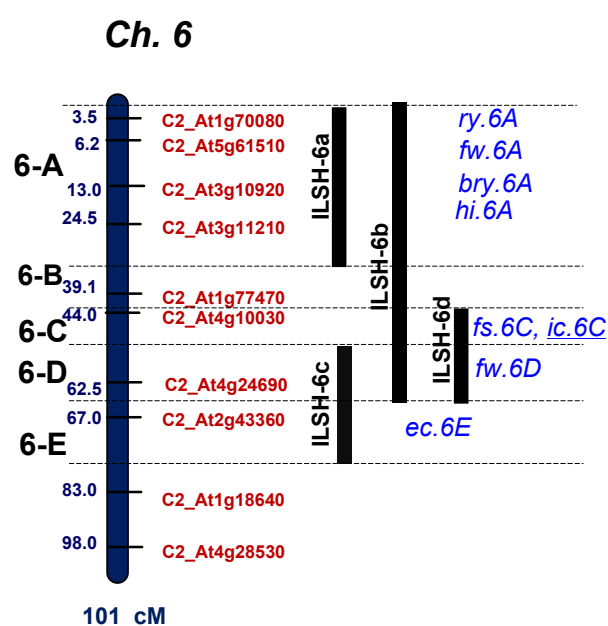 Ch. 6
3.5 C2_At1g70080 ry.6A
6.2 C2_At5g61510 fw.6A
6-A
13.0 C2_At3g10920 bry.6A
24.5 C2_At3g11210 hi.6A
ILSH-6a
ILSH-6b
6-B
39.1 C2_At1g77470
44.0 C2_At4g10030
6-C
fs.6C, ic.6C
ILSH-6d
6-D
fw.6D
62.5 C2_At4g24690
ILSH-6c
67.0 C2_At2g43360
ec.6E
6-E
83.0 C2_At1g18640
98.0 C2_At4g28530
101 cM